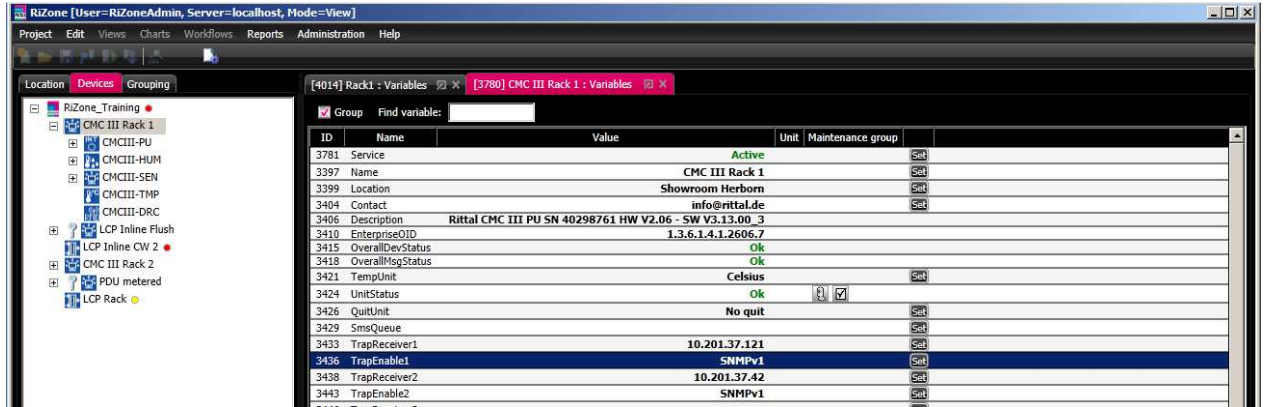 RiZone [User=RiZoneAdmin, Server=localhost, Mode=View]
Project Edit Views Charts Workflows Reports Administration Help
Location Devices Grouping
[4014] Rack1 : Variables [3780] CMC III Rack 1 : Variables
RiZone_Training
CMC III Rack 1
CMCIII-PU
CMCIII-HUM
CMCIII-SEN
CMCIII-TMP
CMCIII-DRC
LCP Inline Flush
LCP Inline CW 2
CMC III Rack 2
PDU metered
LCP Rack
Group Find variable:
ID Name Value Unit Maintenance group
3781 Service Active Set
3397 Name CMC III Rack 1 Set
3399 Location Showroom Herborn Set
3404 Contact info@rittal.de Set
3406 Description Rittal CMC III PU SN 40298761 HW V2.06 - SW V3.13.00_3
3410 EnterpriseOID 1.3.6.1.4.1.2606.7
3415 OverallDevStatus Ok
3418 OverallMsgStatus Ok
3421 TempUnit Celsius Set
3424 UnitStatus Ok
3426 QuitUnit No quit Set
3429 SmsQueue Set
3433 TrapReceiver1 10.201.37.121 Set
3436 TrapEnable1 SNMPv1 Set
3438 TrapReceiver2 10.201.37.42 Set
3443 TrapEnable2 SNMPv1 Set